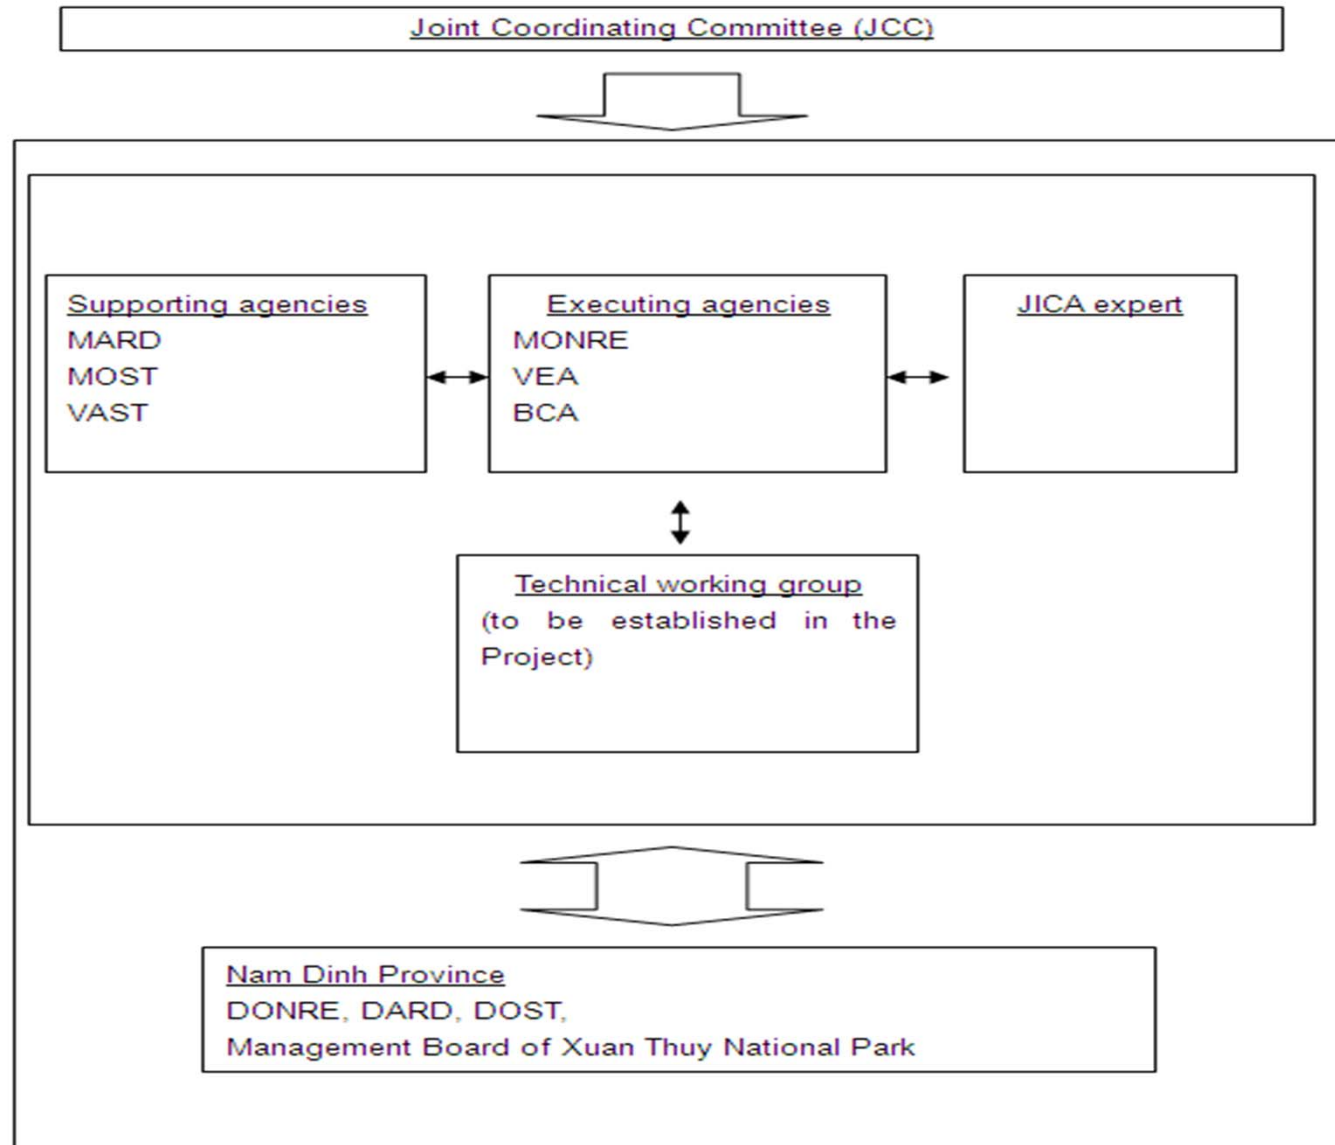 Joint Coordinating Committee (JCC)
Supporting agencies
MARD
MOST
VAST
Executing agencies
MONRE
VEA
BCA
JICA expert
Technical working group
(to be established in the
Project)
Nam Dinh Province
DONRE, DARD, DOST,
Management Board of Xuan Thuy National Park